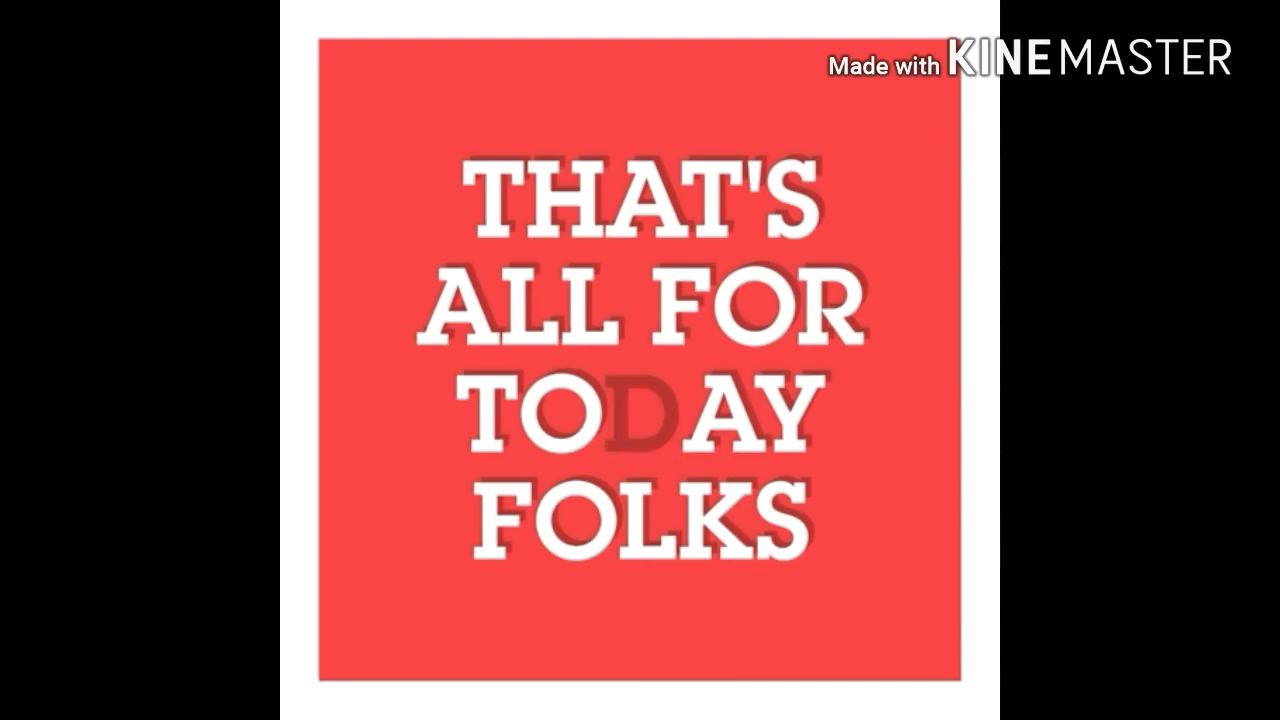 Made with KINEMASTER
THAT'S
ALL FOR
TODAY
FOLKS